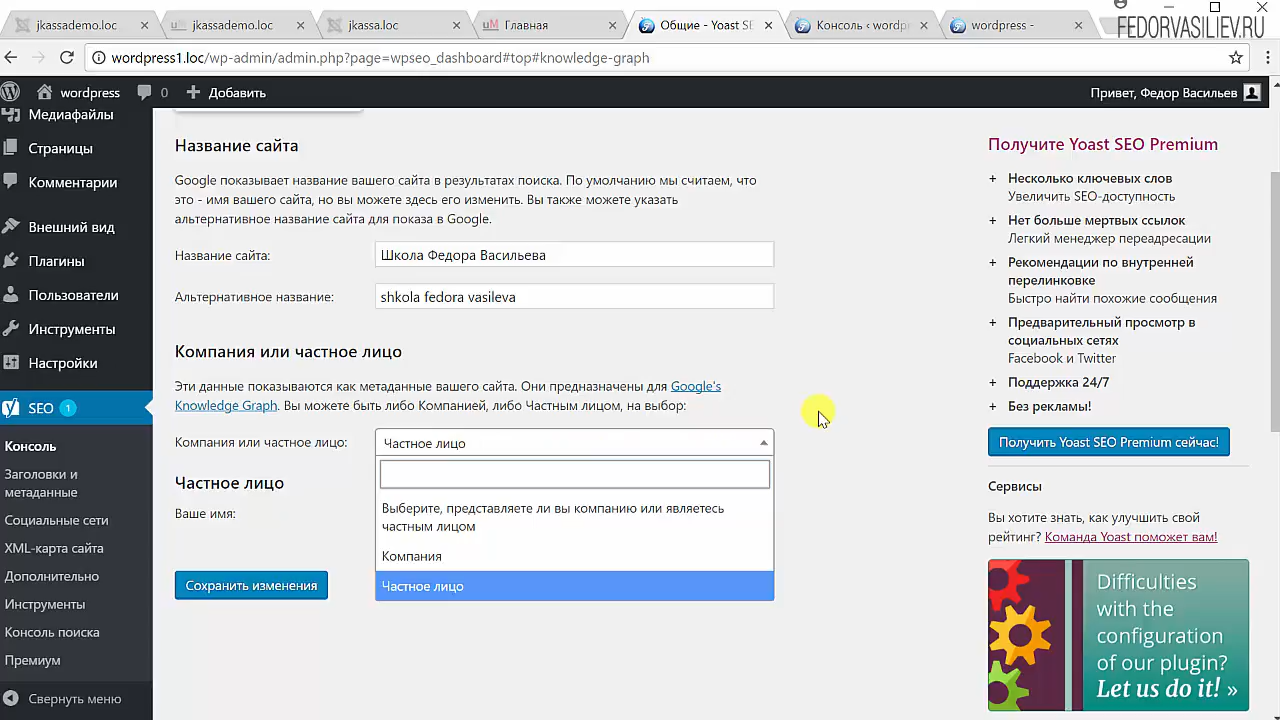 jkassademo.loc
jkassademo.loc
jkassa.loc
Главная
Общие - Yoast SE
Консоль ‹ wordp
wordpress -
FEDORVASILIEV.RU
wordpress1.loc/wp-admin/admin.php?page=wpseo_dashboard#top#knowledge-graph
wordpress
0
Добавить
Привет, Федор Васильев
Медиафайлы
Страницы
Комментарии
Внешний вид
Плагины
Пользователи
Инструменты
Настройки
SEO 1
Консоль
Заголовки и
метаданные
Социальные сети
XML-карта сайта
Дополнительно
Инструменты
Консоль поиска
Премиум
Свернуть меню
Название сайта
Google показывает название вашего сайта в результатах поиска. По умолчанию мы считаем, что
это - имя вашего сайта, но вы можете здесь его изменить. Вы также можете указать
альтернативное название сайта для показа в Google.
Название сайта:
Школа Федора Васильева
Альтернативное название:
shkola fedora vasileva
Компания или частное лицо
Эти данные показываются как метаданные вашего сайта. Они предназначены для Google's
Knowledge Graph. Вы можете быть либо Компанией, либо Частным лицом, на выбор:
Компания или частное лицо:
Частное лицо
Выберите, представляете ли вы компанию или являетесь
частным лицом
Компания
Частное лицо
Частное лицо
Ваше имя:
Сохранить изменения
Получите Yoast SEO Premium
+ Несколько ключевых слов
Увеличить SEO-доступность
+ Нет больше мертвых ссылок
Легкий менеджер переадресации
+ Рекомендации по внутренней
перелинковке
Быстро найти похожие сообщения
+ Предварительный просмотр в
социальных сетях
Facebook и Twitter
+ Поддержка 24/7
+ Без рекламы!
Получить Yoast SEO Premium сейчас!
Сервисы
Вы хотите знать, как улучшить свой
рейтинг? Команда Yoast поможет вам!
Difficulties
with the
configuration
of our plugin?
Let us do it! »